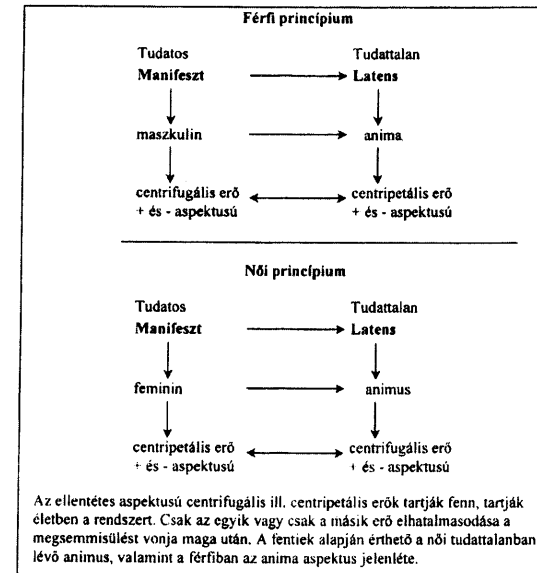 Férfi princípium
Tudatos Tudattalan
Manifeszt Latens
maszkulin anima
centrifugális erő centripetális erő
+ és - aspektusú + és - aspektusú
Női princípium
Tudatos Tudattalan
Manifeszt Latens
feminin animus
centripetális erő centrifugális erő
+ és - aspektusú + és - aspektusú
Az ellentétes aspektusú centrifugális ill. centripetális erők tartják fenn, tartják
életben a rendszert. Csak az egyik vagy csak a másik erő elhatalmasodása a
megsemmisülést vonja maga után. A fentiek alapján érthető a női tudattalanban
lévő animus, valamint a férfiban az anima aspektus jelenléte.